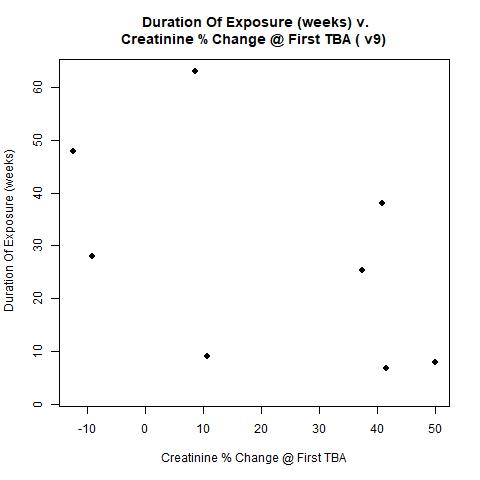 Duration Of Exposure (weeks) v.
Creatinine % Change @ First TBA ( v9)
Duration Of Exposure (weeks)
60
50
40
30
20
10
0
-10 0 10 20 30 40 50
Creatinine % Change @ First TBA